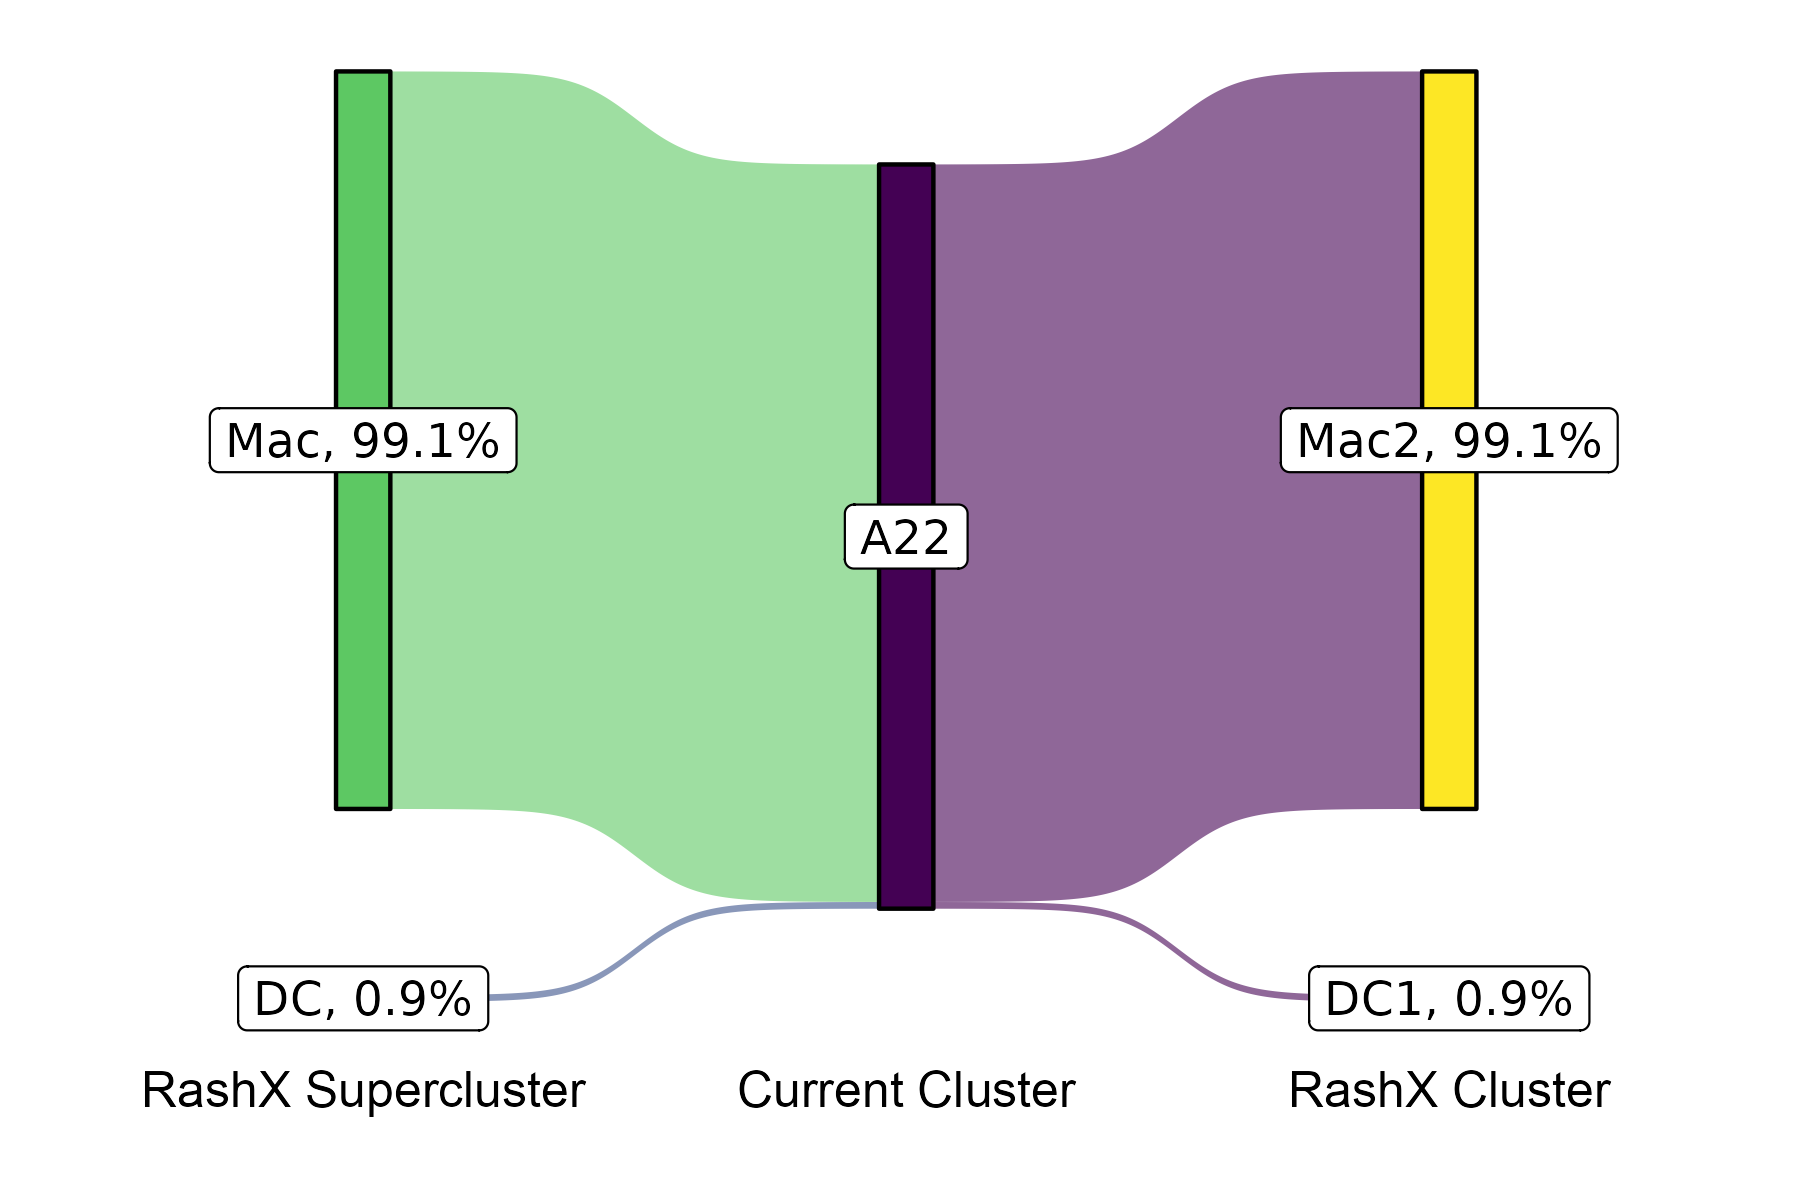 Mac, 99.1%
Mac2, 99.1%
A22
DC, 0.9%
DC1, 0.9%
RashX Supercluster
Current Cluster
RashX Cluster